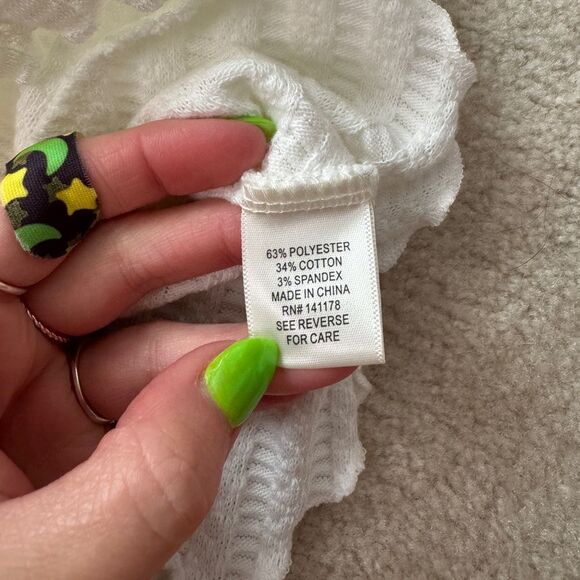 63% POLYESTER
34% COTTON
3% SPANDEX
MADE IN CHINA
RN# 141178
SEE REVERSE
FOR CARE